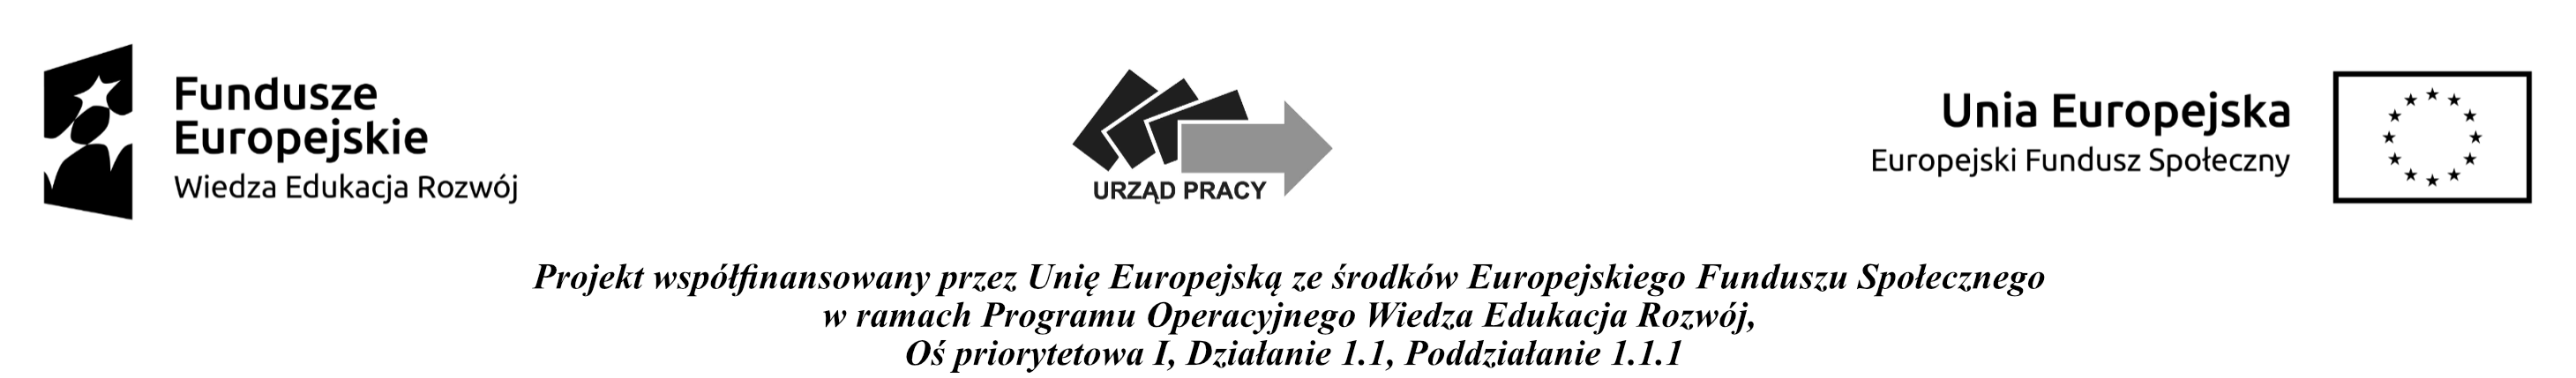 Fundusze
Europejskie
Wiedza Edukacja Rozwój
URZĄD PRACY
Unia Europejska
Europejski Fundusz Społeczny
Projekt współfinansowany przez Unię Europejską ze środków Europejskiego Funduszu Społecznego
w ramach Programu Operacyjnego Wiedza Edukacja Rozwój,
Oś priorytetowa I, Działanie 1.1, Poddziałanie 1.1.1